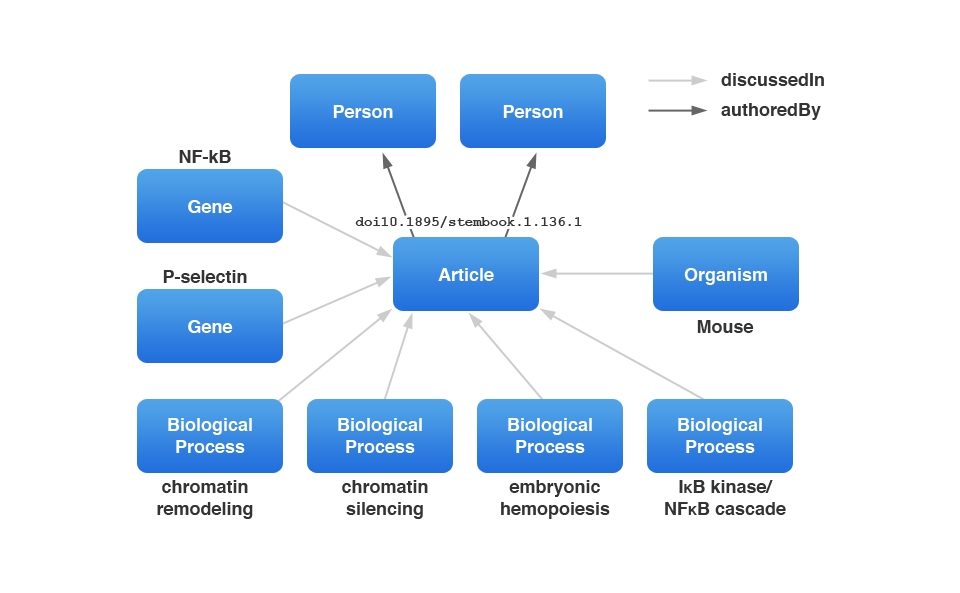 discussedIn
authoredBy
Person
Person
NF-kB
Gene
doi10.1895/stembook.1.136.1
P-selectin
Gene
Article
Organism
Mouse
Biological
Process
chromatin
remodeling
Biological
Process
chromatin
silencing
Biological
Process
embryonic
hemopoiesis
Biological
Process
IκB kinase/
NFκB cascade